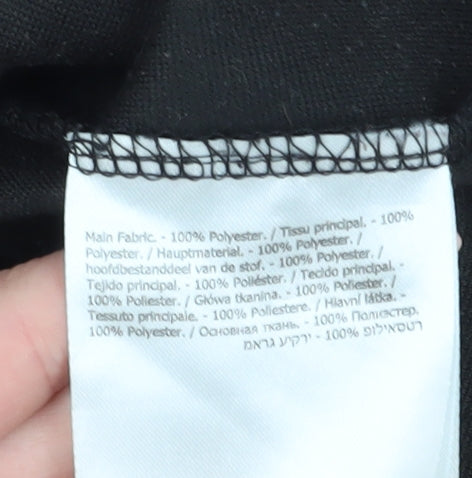 Main Fabric. - 100% Polyester. / Tissu principal. - 100%
Polyester. / Hauptmaterial. - 100% Polyester. /
hoofdbestanddeel van de stof. - 100% Polyester. /
Tejido principal. - 100% Poliéster. / Tecido principal. -
100% Poliester. / Główa tkanina. - 100% Poliester. /
Tessuto principale. - 100% Poliestere. / Hlavní látka. -
100% Polyester. / Основная ткань. - 100% Полиэстер.
רטסאילופ 100% - ירקיע גראמ